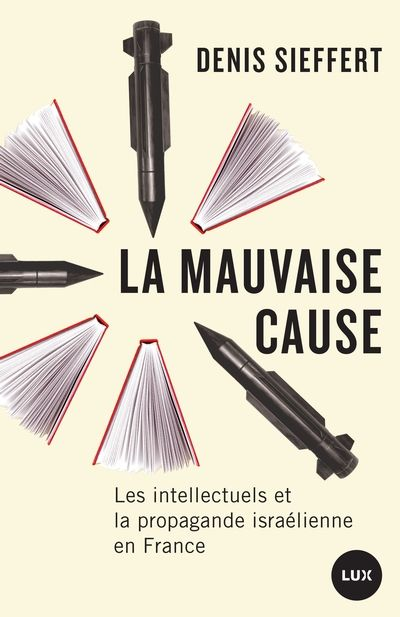 DENIS SIEFFERT
LA MAUVAISE
CAUSE
Les intellectuels et
la propagande israélienne
en France
LUX